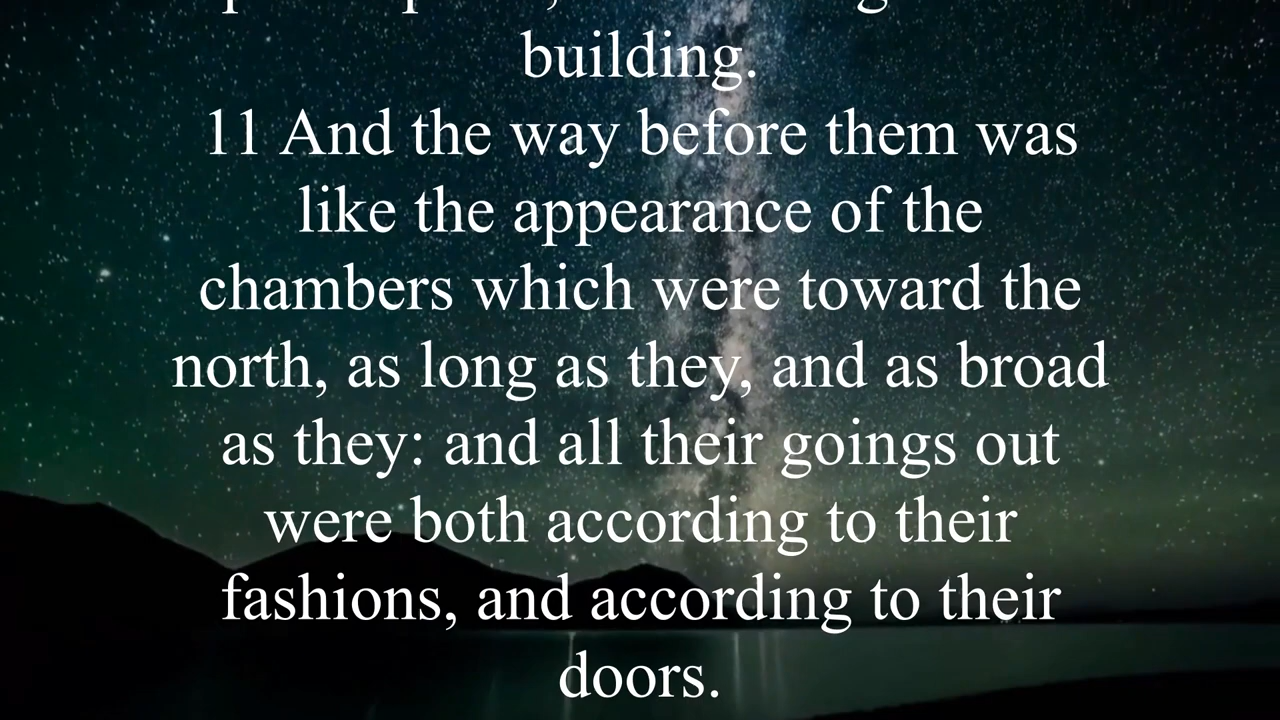 building.
11 And the way before them was
like the appearance of the
chambers which were toward the
north, as long as they, and as broad
as they: and all their goings out
were both according to their
fashions, and according to their
doors.